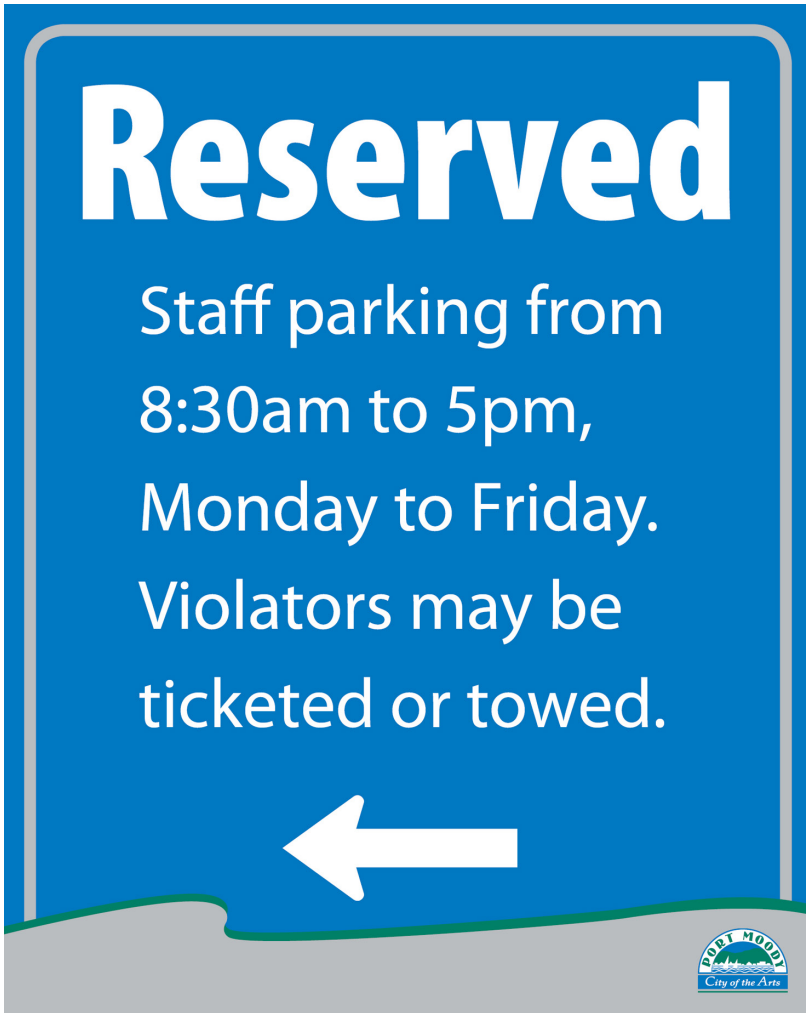 Reserved
Staff parking from
8:30am to 5pm,
Monday to Friday.
Violators may be
ticketed or towed.
PORT MOODY
City of the Arts